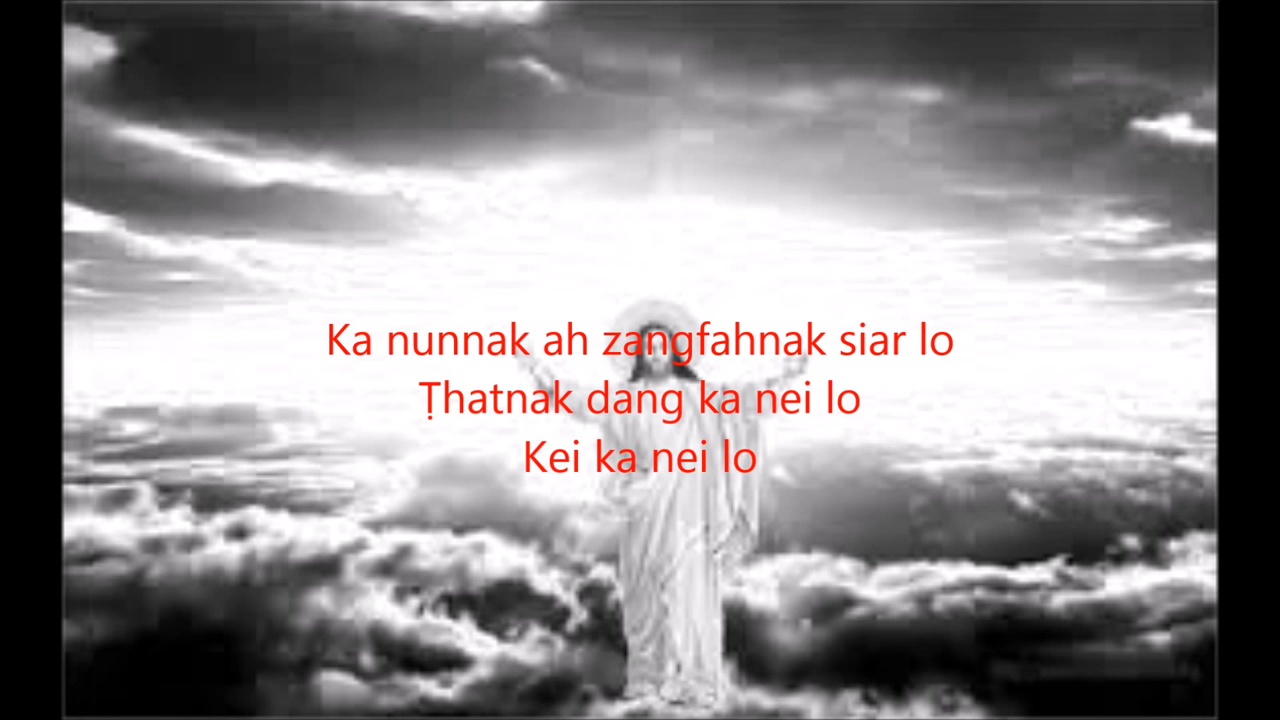 Ka nunnak ah zangfahnak siar lo
Ṭhatnak dang ka nei lo
Kei ka nei lo